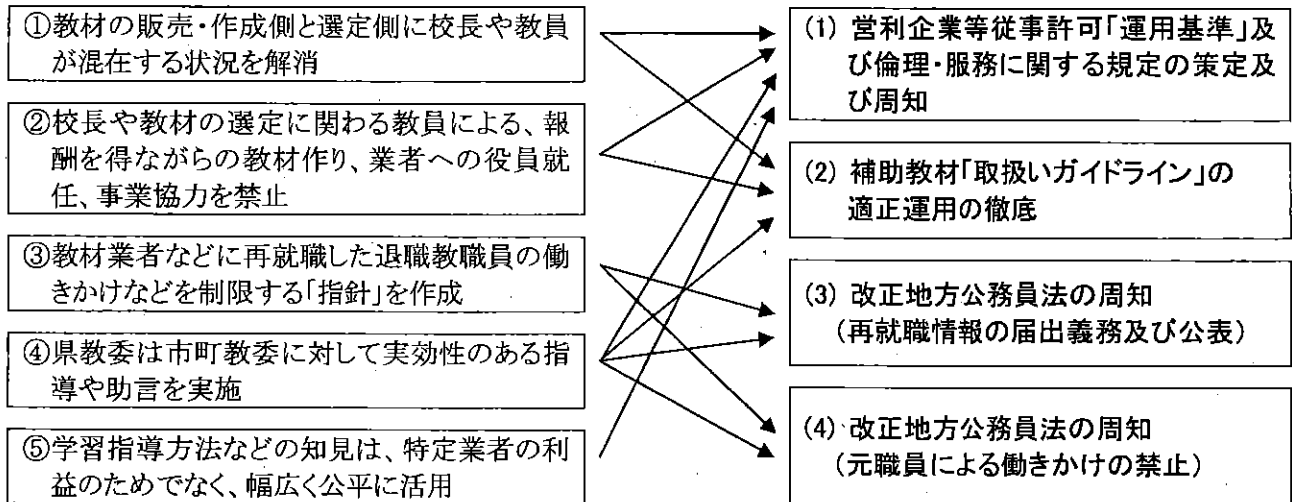 ①教材の販売・作成側と選定側に校長や教員
が混在する状況を解消
②校長や教材の選定に関わる教員による、報
酬を得ながらの教材作り、業者への役員就
任、事業協力を禁止
③教材業者などに再就職した退職教職員の働
きかけなどを制限する「指針」を作成
④県教委は市町教委に対して実効性のある指
導や助言を実施
⑤学習指導方法などの知見は、特定業者の利
益のためでなく、幅広く公平に活用
(1) 営利企業等従事許可「運用基準」及
び倫理・服務に関する規定の策定及
び周知
(2) 補助教材「取扱いガイドライン」の
適正運用の徹底
(3) 改正地方公務員法の周知
(再就職情報の届出義務及び公表)
(4) 改正地方公務員法の周知
(元職員による働きかけの禁止)